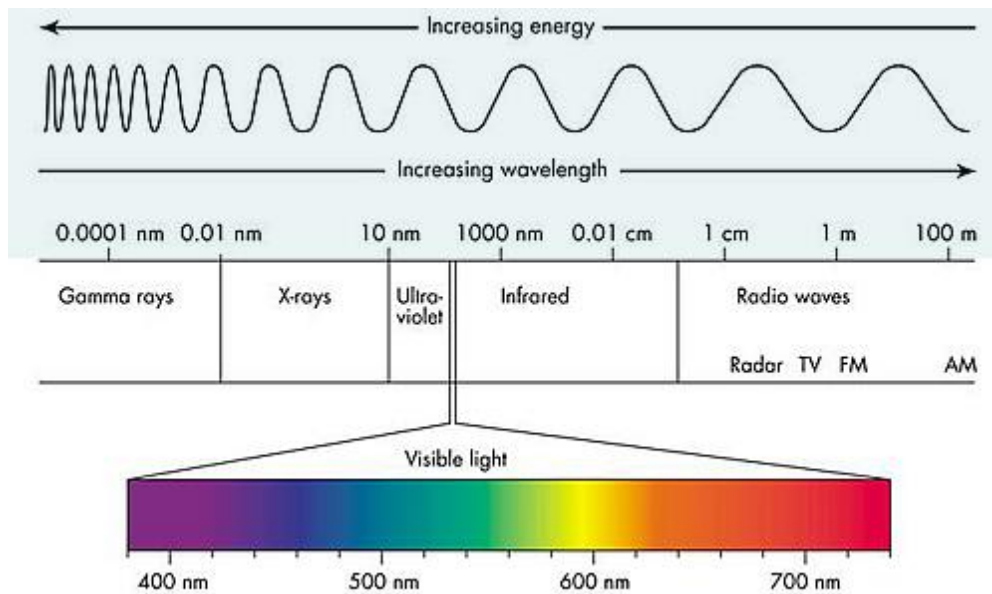 Increasing energy
Increasing wavelength
0.0001 nm 0.01 nm 10 nm 1000 nm 0.01 cm 1 cm 1 m 100 m
Gamma rays X-rays Ultra- Infrared Radio waves
violet
Radar TV FM AM
Visible light
400 nm 500 nm 600 nm 700 nm